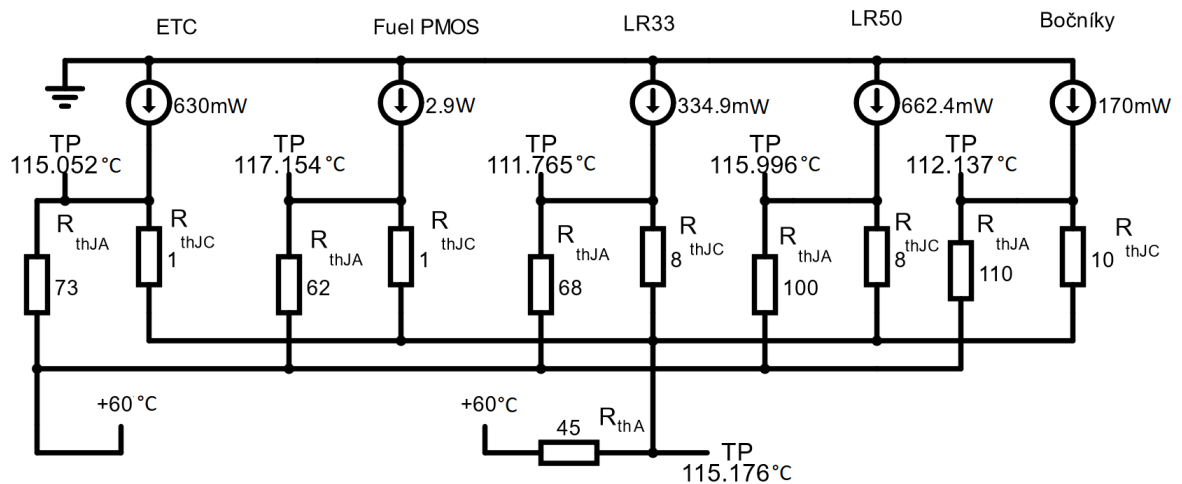 ETC Fuel PMOS LR33 LR50 Bočníky
630mW 2.9W 334.9mW 662.4mW 170mW
TP TP TP TP TP
115.052°C 117.154°C 111.765°C 115.996°C 112.137°C
R thJA R thJC R thJA R thJC R thJA R thJC R thJA R thJC R thJA R thJC
73 1 62 1 68 8 100 8 110 10
+60°C +60°C 45 RthA TP
115.176°C